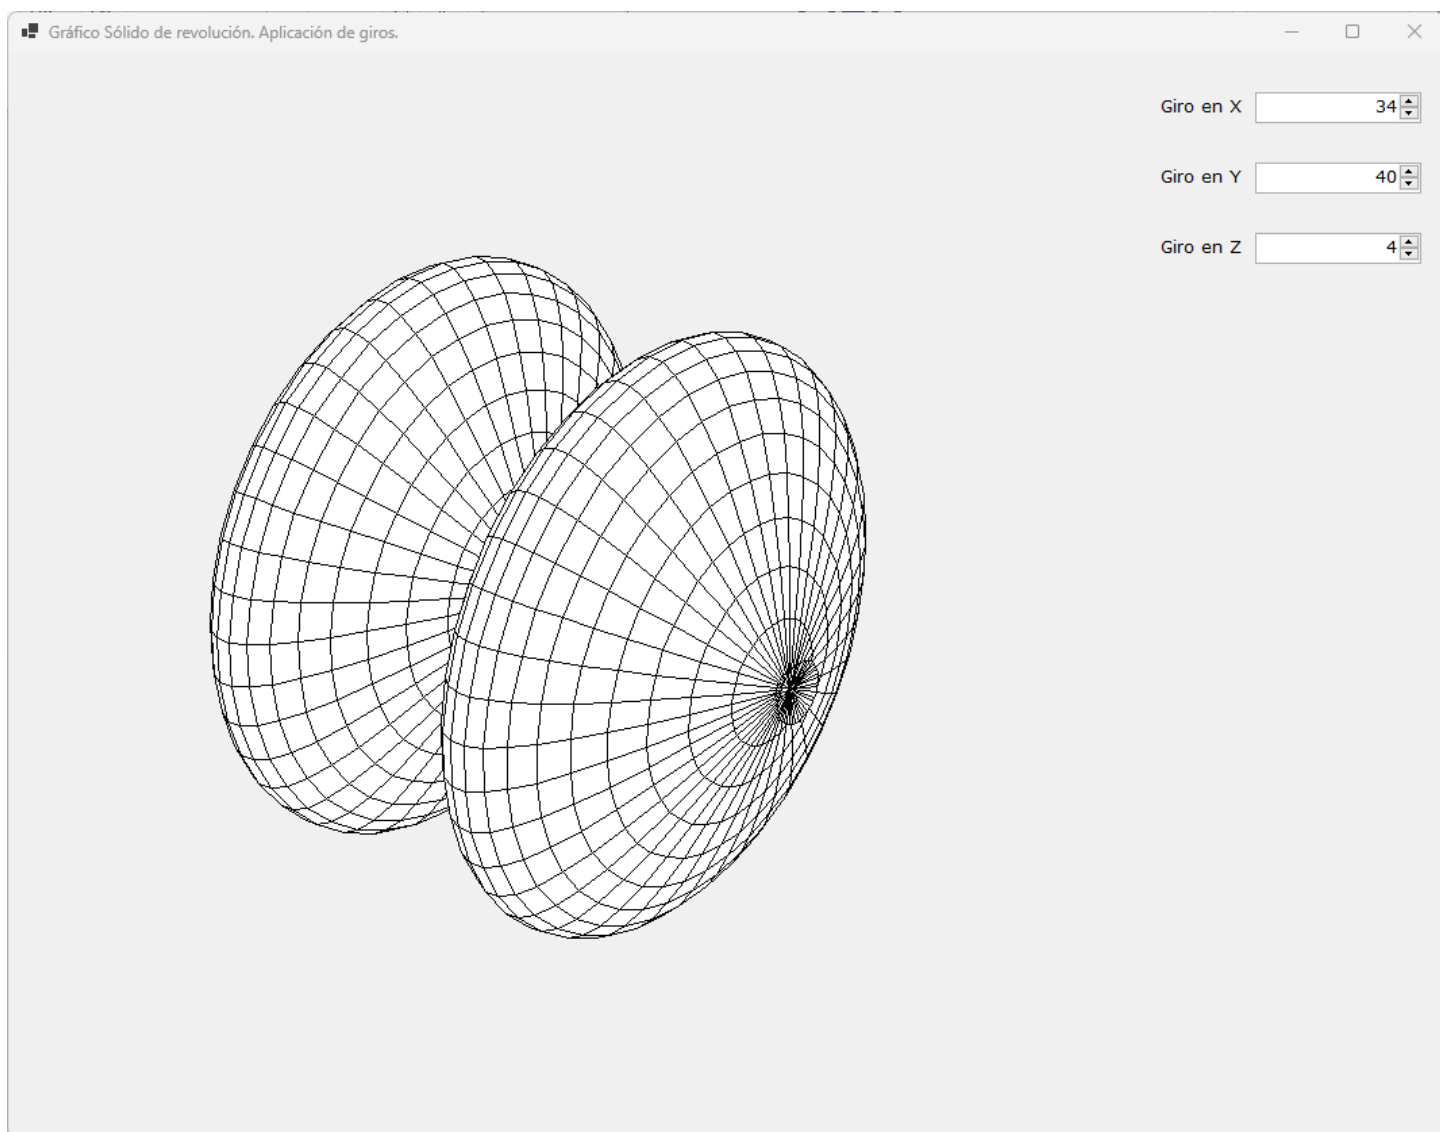 Gráfico Sólido de revolución. Aplicación de giros.
Giro en X 34
Giro en Y 40
Giro en Z 4